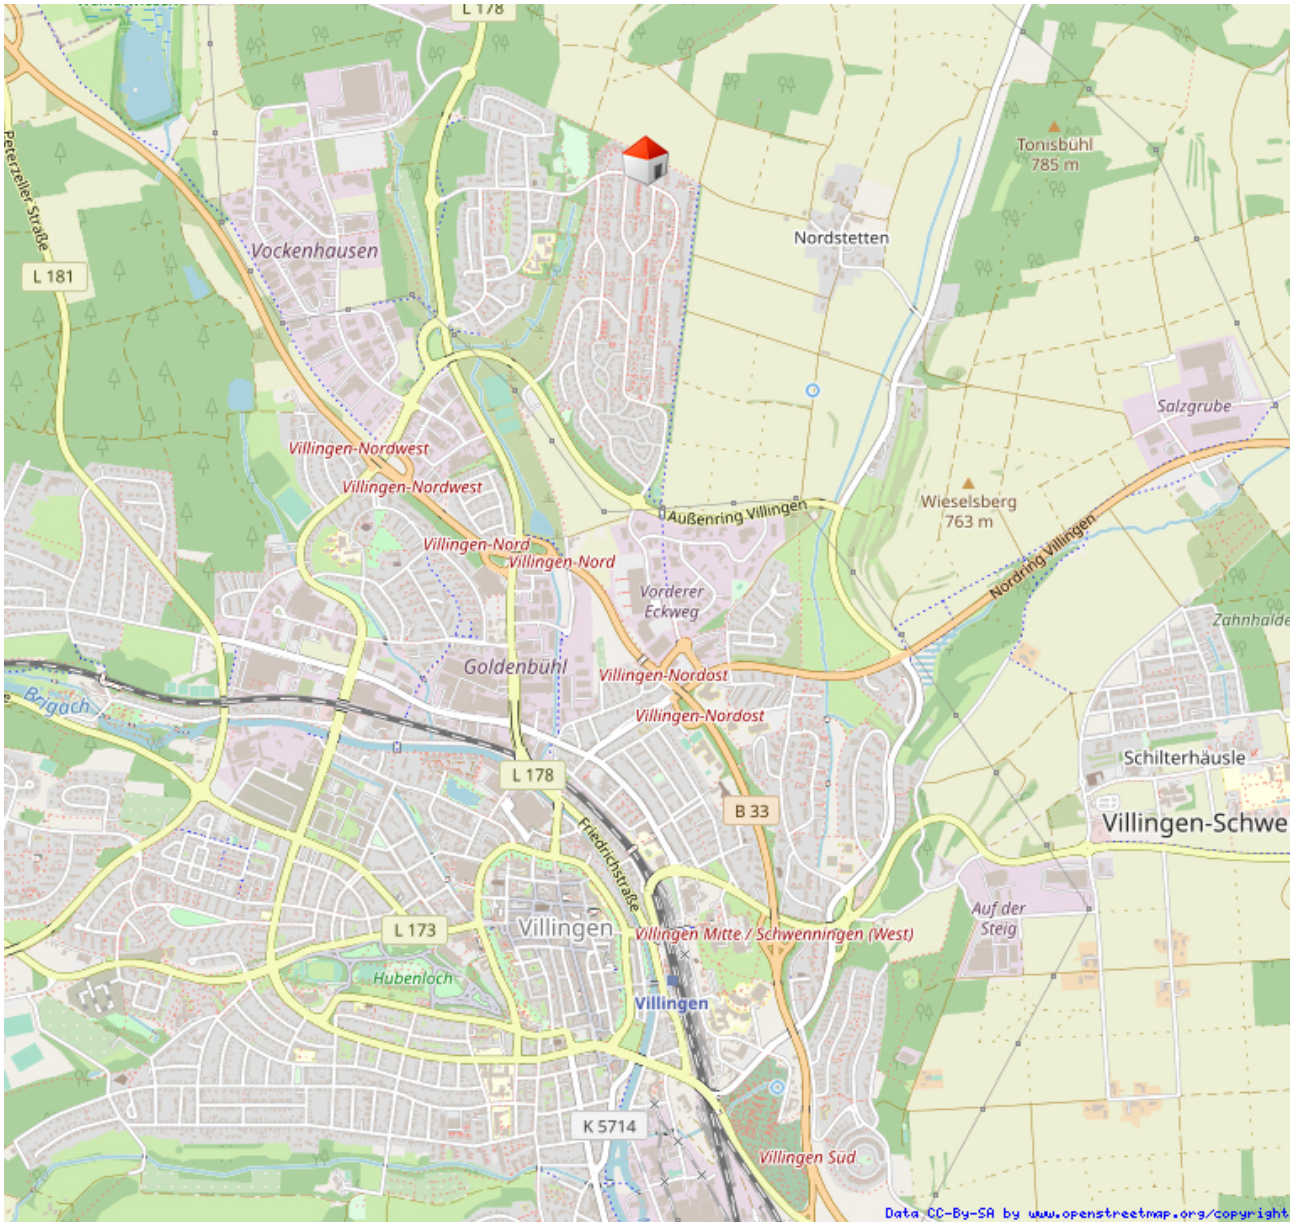 L 178
Peterzeller Straße
Tonisbühl
785 m
Nordstetten
Vockenhausen
L 181
Salzgrube
Villingen-Nordwest
Villingen-Nordwest
Wieselsberg
763 m
Außenring Villingen
Villingen-Nord
Villingen-Nord
Nordring Villingen
Vorderer
Eckweg
Zahnhalde
Goldenbühl
Villingen-Nordost
Brigach
Villingen-Nordost
Schilterhäusle
L 178
B 33
Villingen-Schwe
Friedrichstraße
Auf der
Steig
Villingen
L 173
Villingen Mitte / Schwenningen (West)
Hubenloch
Villingen
K 5714
Villingen Süd
Data CC-By-SA by www.openstreetmap.org/copyright